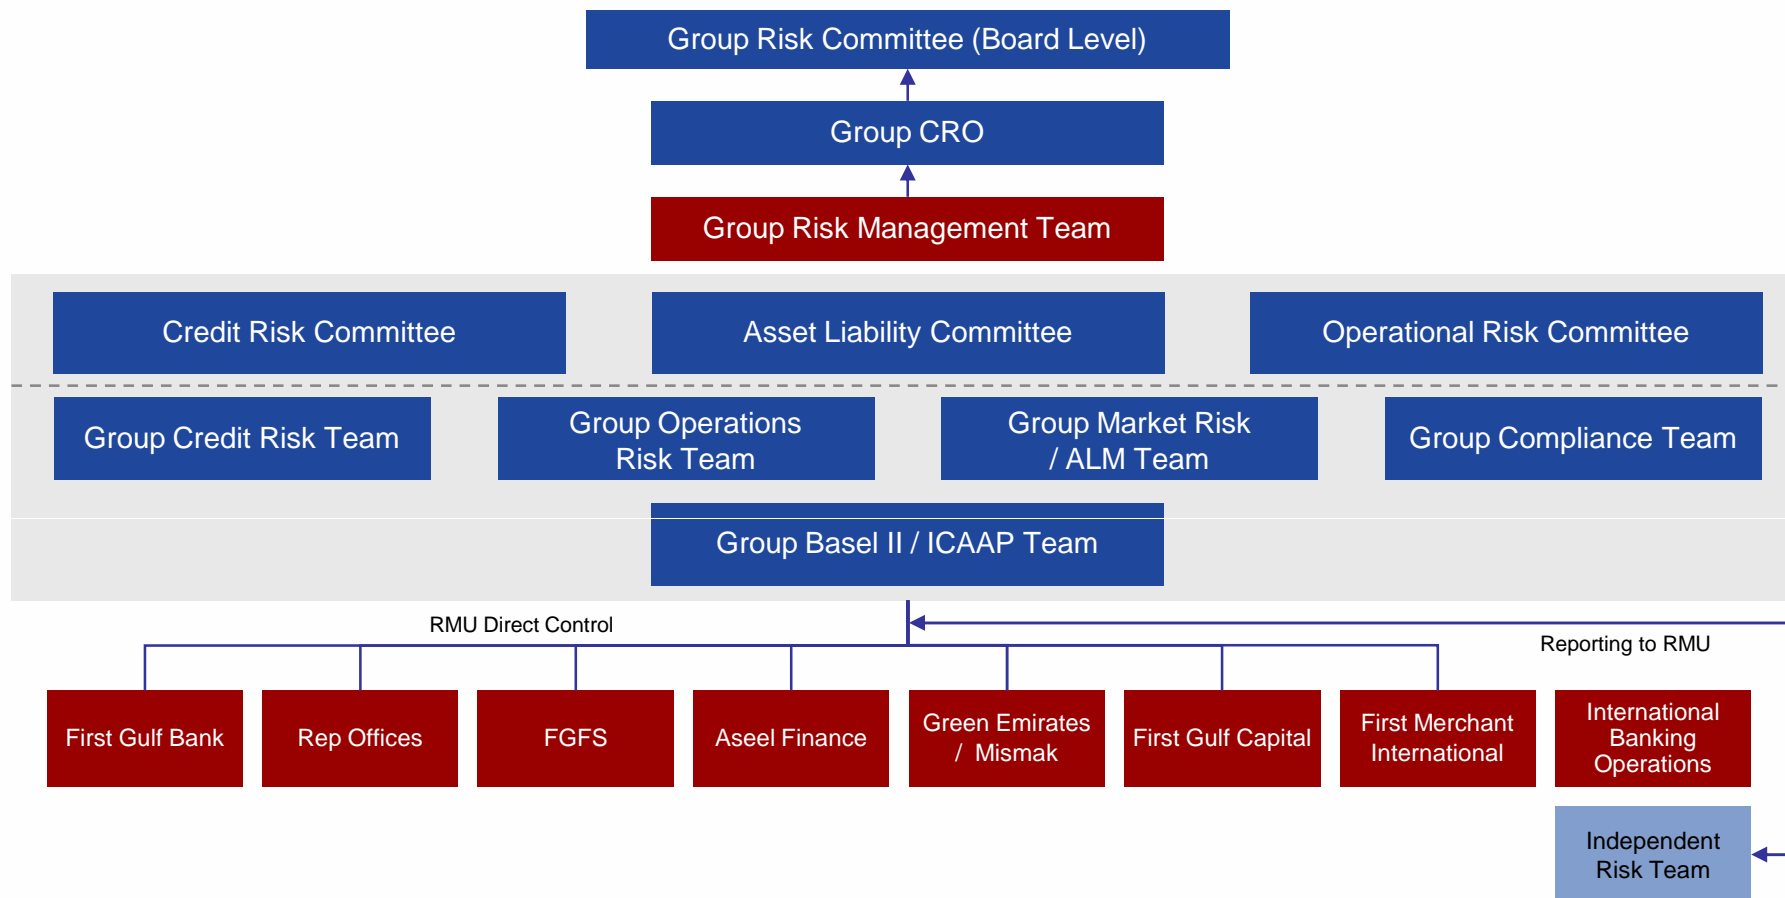 Group Risk Committee (Board Level)
Group CRO
Group Risk Management Team
Credit Risk Committee
Asset Liability Committee
Operational Risk Committee
Group Credit Risk Team
Group Operations
Risk Team
Group Market Risk
/ ALM Team
Group Compliance Team
Group Basel II / ICAAP Team
RMU Direct Control
Reporting to RMU
First Gulf Bank
Rep Offices
FGFS
Aseel Finance
Green Emirates
/ Mismak
First Gulf Capital
First Merchant
International
International
Banking
Operations
Independent
Risk Team